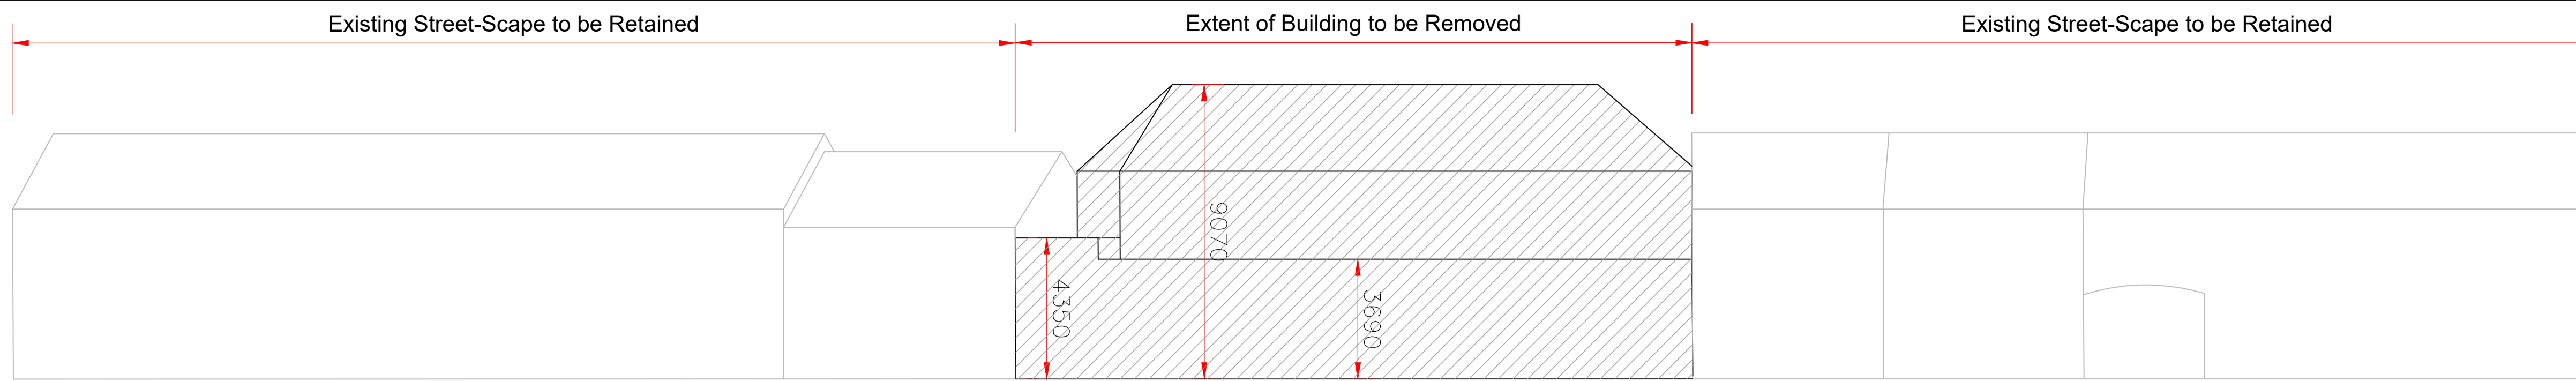 Existing Street-Scape to be Retained
Extent of Building to be Removed
Existing Street-Scape to be Retained
9070
4350
3690